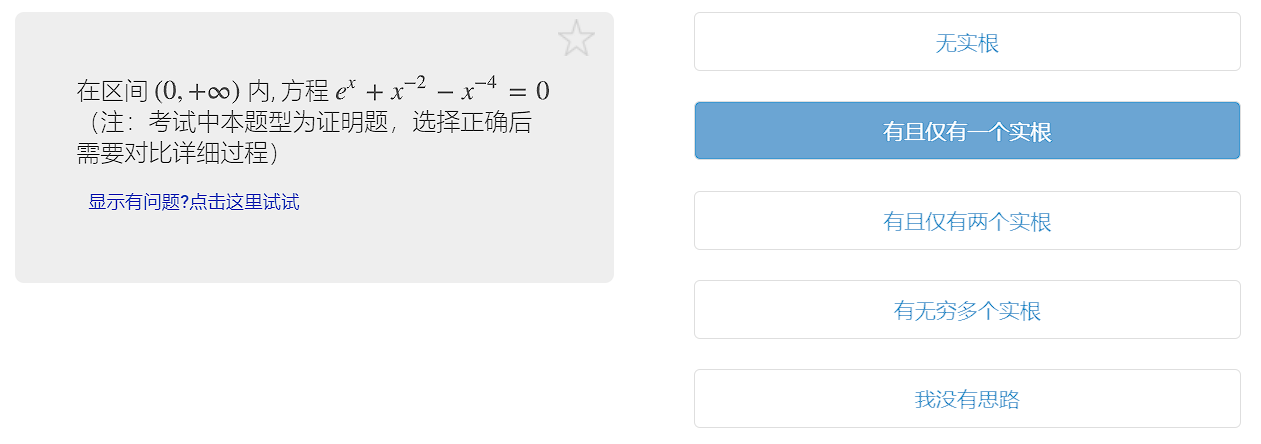 在区间 (0, +∞) 内, 方程 eˣ + x⁻² − x⁻⁴ = 0
（注：考试中本题型为证明题，选择正确后
需要对比详细过程）
显示有问题?点击这里试试
无实根
有且仅有一个实根
有且仅有两个实根
有无穷多个实根
我没有思路